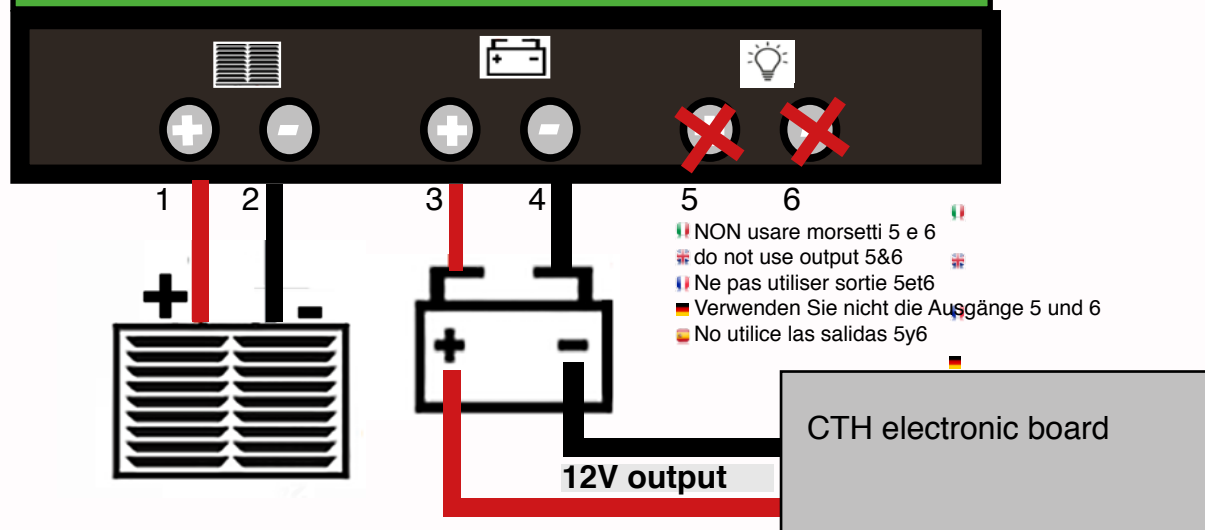 1 2 3 4 5 6
NON usare morsetti 5 e 6
do not use output 5&6
Ne pas utiliser sortie 5et6
Verwenden Sie nicht die Ausgänge 5 und 6
No utilice las salidas 5y6
CTH electronic board
12V output